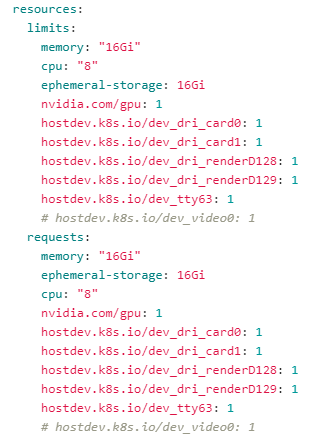 resources:
limits:
memory: "16Gi"
cpu: "8"
ephemeral-storage: 16Gi
nvidia.com/gpu: 1
hostdev.k8s.io/dev_dri_card0: 1
hostdev.k8s.io/dev_dri_card1: 1
hostdev.k8s.io/dev_dri_renderD128: 1
hostdev.k8s.io/dev_dri_renderD129: 1
hostdev.k8s.io/dev_tty63: 1
# hostdev.k8s.io/dev_video0: 1
requests:
memory: "16Gi"
ephemeral-storage: 16Gi
cpu: "8"
nvidia.com/gpu: 1
hostdev.k8s.io/dev_dri_card0: 1
hostdev.k8s.io/dev_dri_card1: 1
hostdev.k8s.io/dev_dri_renderD128: 1
hostdev.k8s.io/dev_dri_renderD129: 1
hostdev.k8s.io/dev_tty63: 1
# hostdev.k8s.io/dev_video0: 1